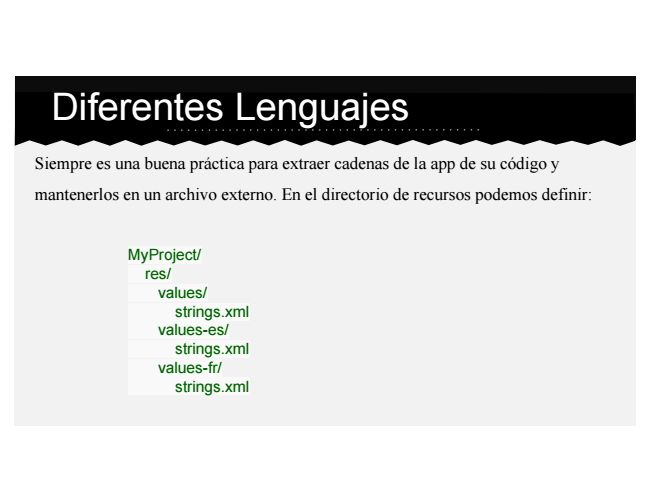 Diferentes Lenguajes
Siempre es una buena práctica para extraer cadenas de la app de su código y
mantenerlos en un archivo externo. En el directorio de recursos podemos definir:
MyProject/
res/
values/
strings.xml
values-es/
strings.xml
values-fr/
strings.xml